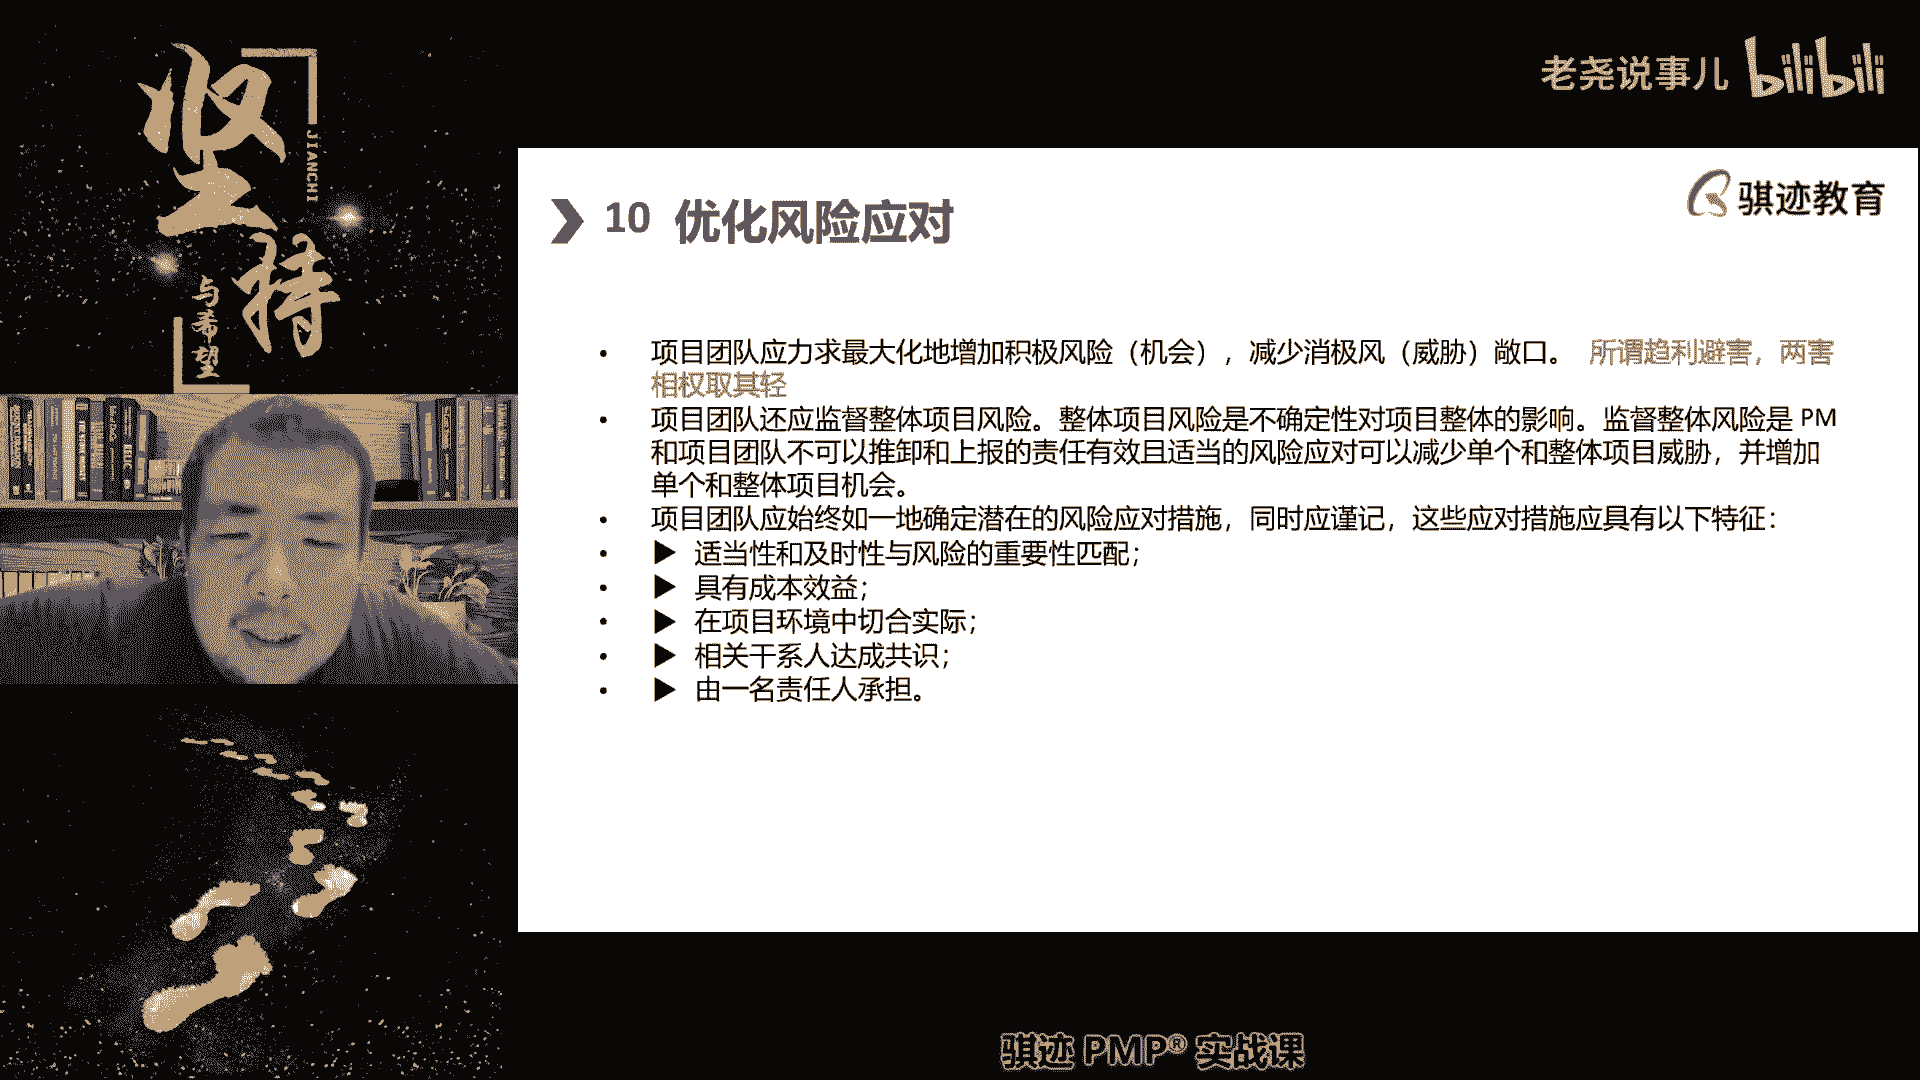 坚
持
JIANCHI
与希望
老尧说事儿 bilibili
骐迹教育
10 优化风险应对
• 项目团队应力求最大化地增加积极风险（机会），减少消极风（威胁）敞口。 所谓趋利避害，两害
相权取其轻
• 项目团队还应监督整体项目风险。整体项目风险是不确定性对项目整体的影响。监督整体风险是 PM
和项目团队不可以推卸和上报的责任有效且适当的风险应对可以减少单个和整体项目威胁，并增加
单个和整体项目机会。
• 项目团队应始终如一地确定潜在的风险应对措施，同时应谨记，这些应对措施应具有以下特征：
• ▶ 适当性和及时性与风险的重要性匹配；
• ▶ 具有成本效益；
• ▶ 在项目环境中切合实际；
• ▶ 相关干系人达成共识；
• ▶ 由一名责任人承担。
骐迹 PMP® 实战课